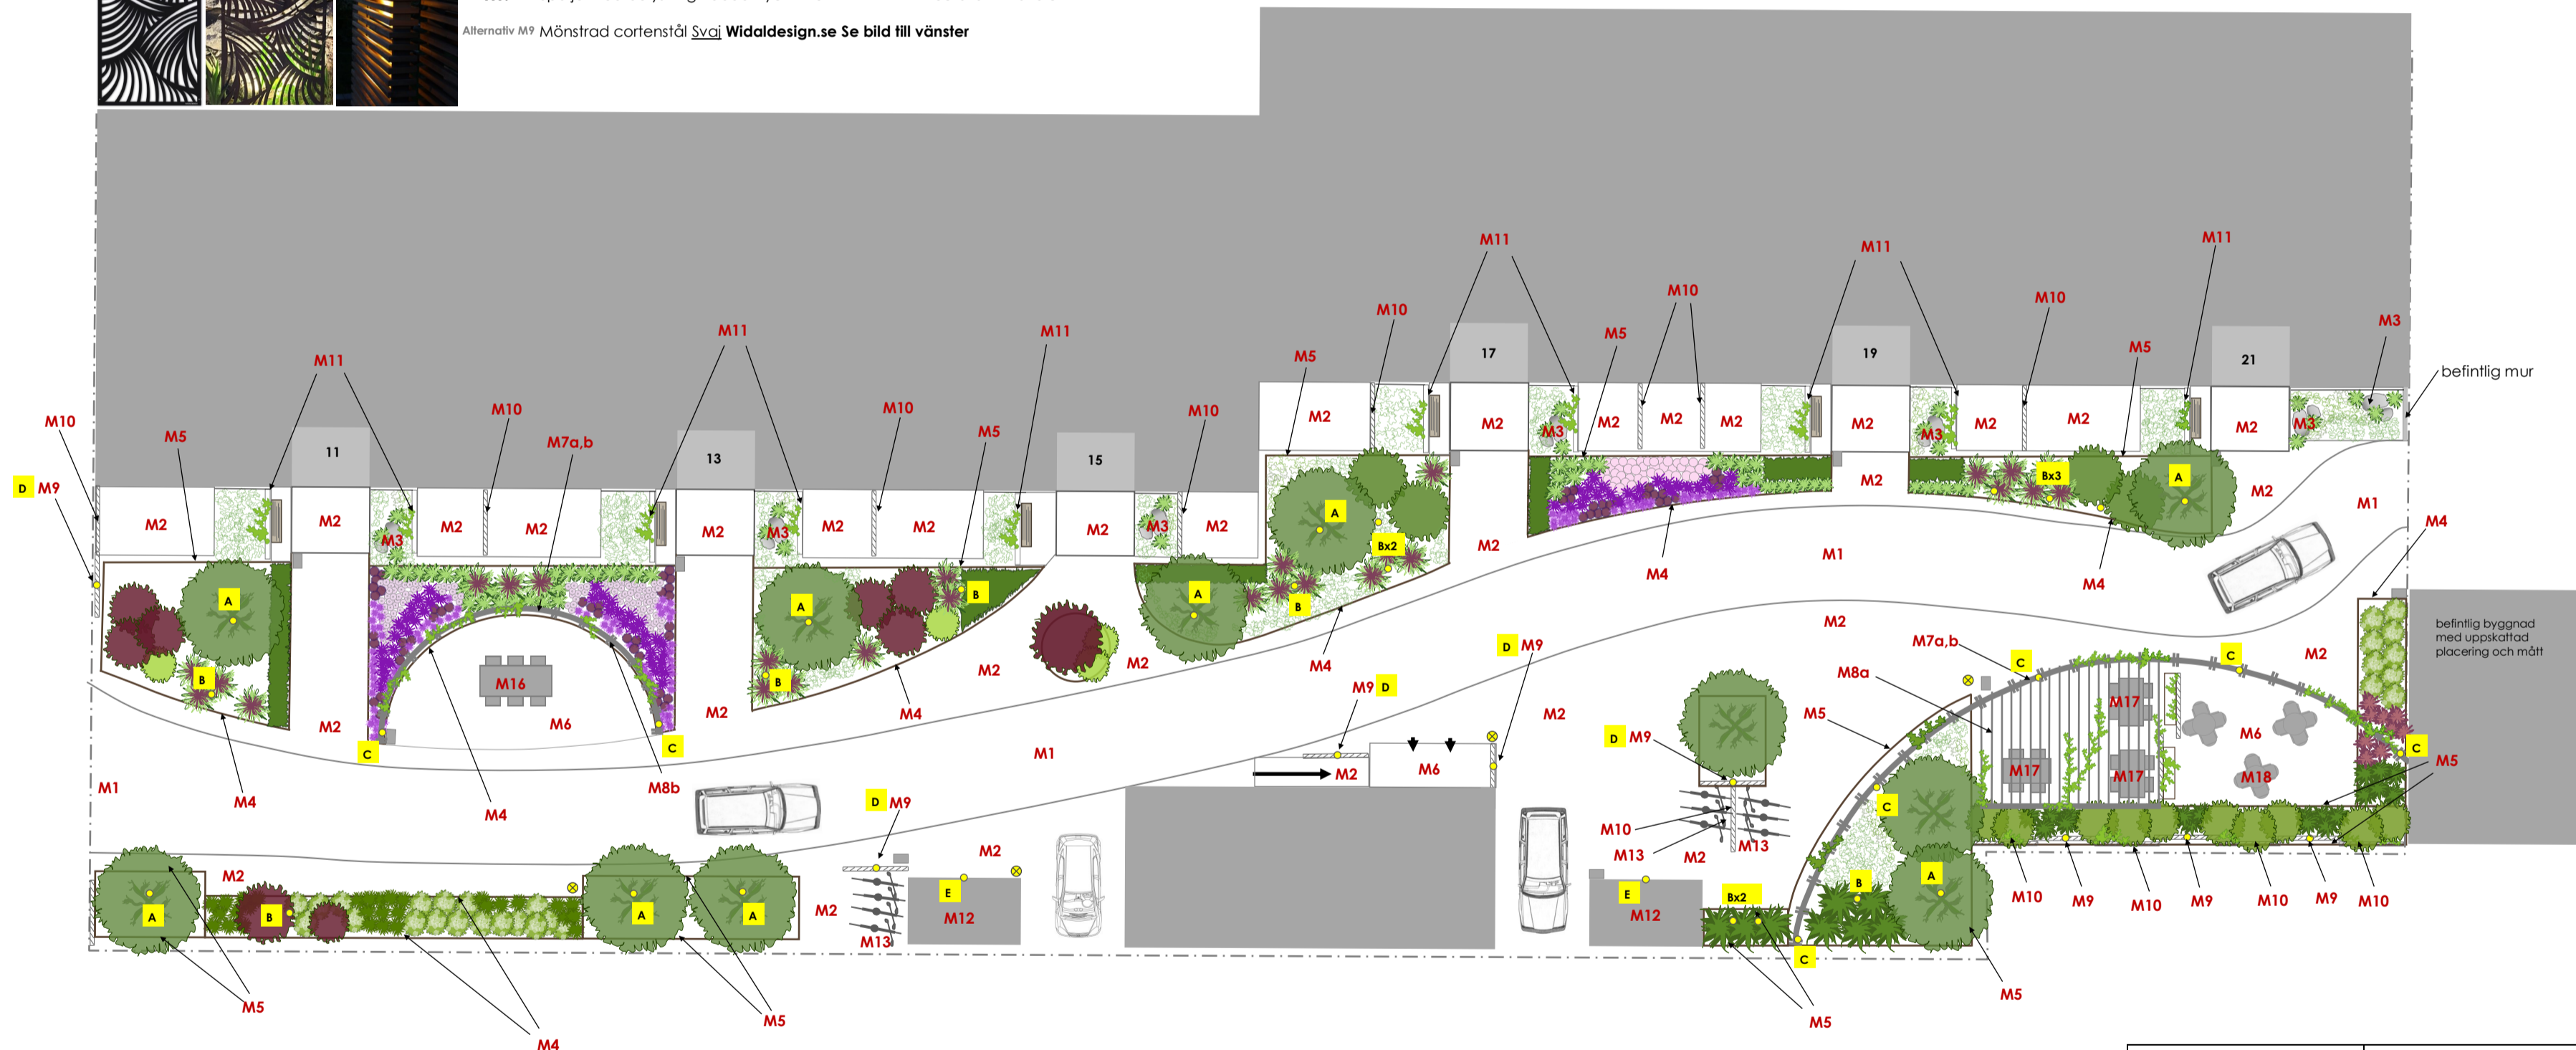 Alternativ M9 Mönstrad cortenstål Svaj Widaldesign.se Se bild till vänster
M11 M11 M11
M10 M10 M10
M3
M5 M5
17 19 21
befintlig mur
M11 M11 M11
M10 M5
M10 M10 M10
M5 M7a,b M5
11 13 15
D M9
M2 M2 M2 M2 M2 M2 M2 M2 M2 M2
M3 M3 M3 M3
M2 M2 M3 M2 M2 M2 M2 M2 M2 M3 M2 M2 M2 M3
M2 M2
A Bx2 Bx3 A M2 M1
M4
M1
M4 M4
A B A B A B
befintlig byggnad
med uppskattad
placering och mått
M2
M16 M6
B
M2 M2 M2 M2
M4 M4
C C
M8b
M4 M4
M1 M1
D M9
M9 D
M2
M2 M6
D M9
M7a,b C C M2
M8a
M5
M17 M6
M17 M17 M18
C M5
C
M10
M13 M2 M13
D M9
M2
M2
A B A A
M2
M13
E
M12
E
M12
Bx2
B A
C
M10 M9 M10 M9 M10 M9 M10
M5
M5 M5 M5
M4